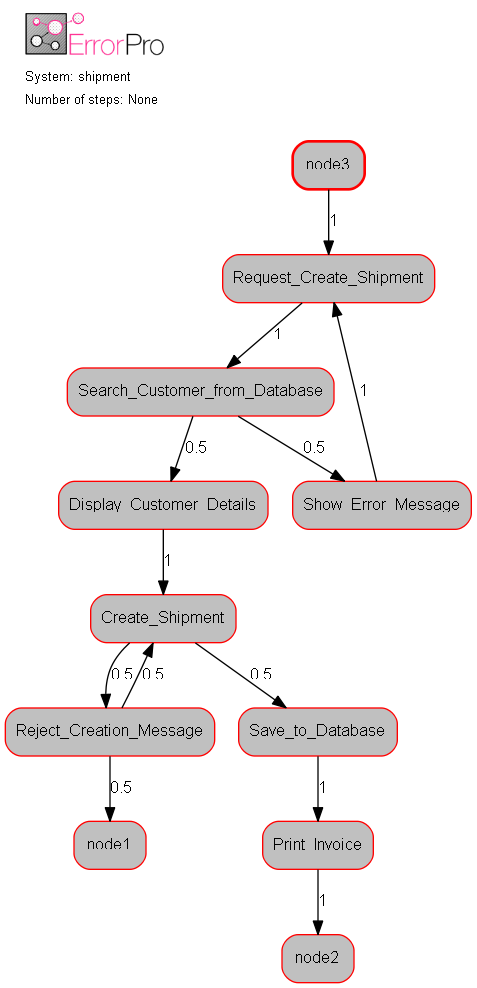 ErrorPro
System: shipment
Number of steps: None
node3
1
Request_Create_Shipment
1
1
Search_Customer_from_Database
0.5
0.5
Display Customer Details
Show Error Message
1
Create_Shipment
0.5
0.5
0.5
Reject_Creation_Message
Save_to_Database
0.5
1
node1
Print Invoice
1
node2